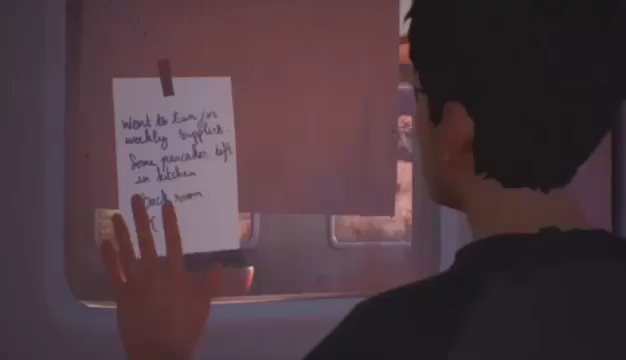 Went to town for
weekly supplies.
Some pancakes left
in kitchen.
Back soon